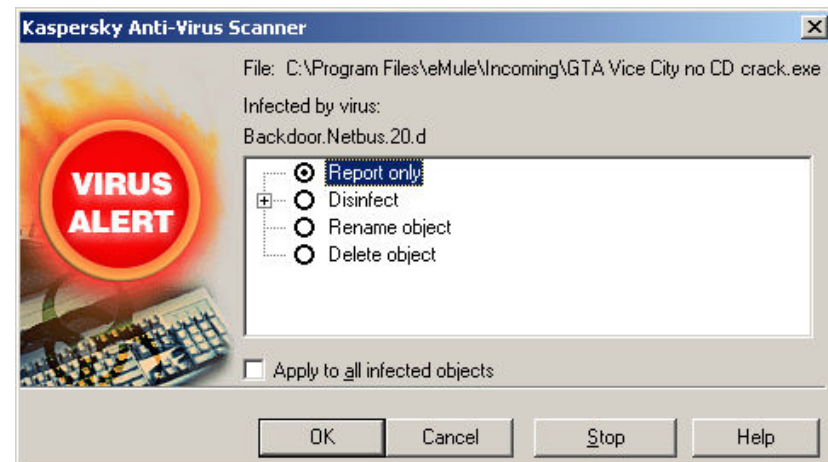 Kaspersky Anti-Virus Scanner
File: C:\Program Files\eMule\Incoming\GTA Vice City no CD crack.exe
Infected by virus:
Backdoor.Netbus.20.d
VIRUS
ALERT
Report only
Disinfect
Rename object
Delete object
Apply to all infected objects
OK Cancel Stop Help